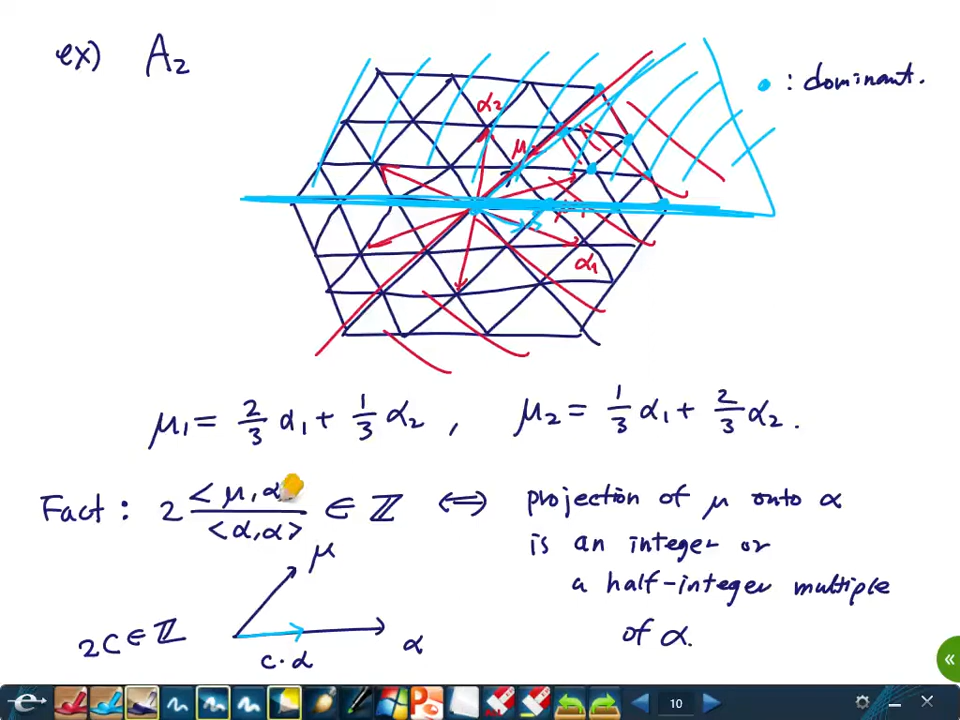 ex) A₂
• : dominant.
α₂
μ₂
α₁
μ₁ = 2/3 α₁ + 1/3 α₂ , μ₂ = 1/3 α₁ + 2/3 α₂ .
Fact : 2 <μ, α / <α, α> ∈ ℤ ⟺ projection of μ onto α
is an integer or
a half-integer multiple
of α.
μ
2C ∈ ℤ
c · α
α
10